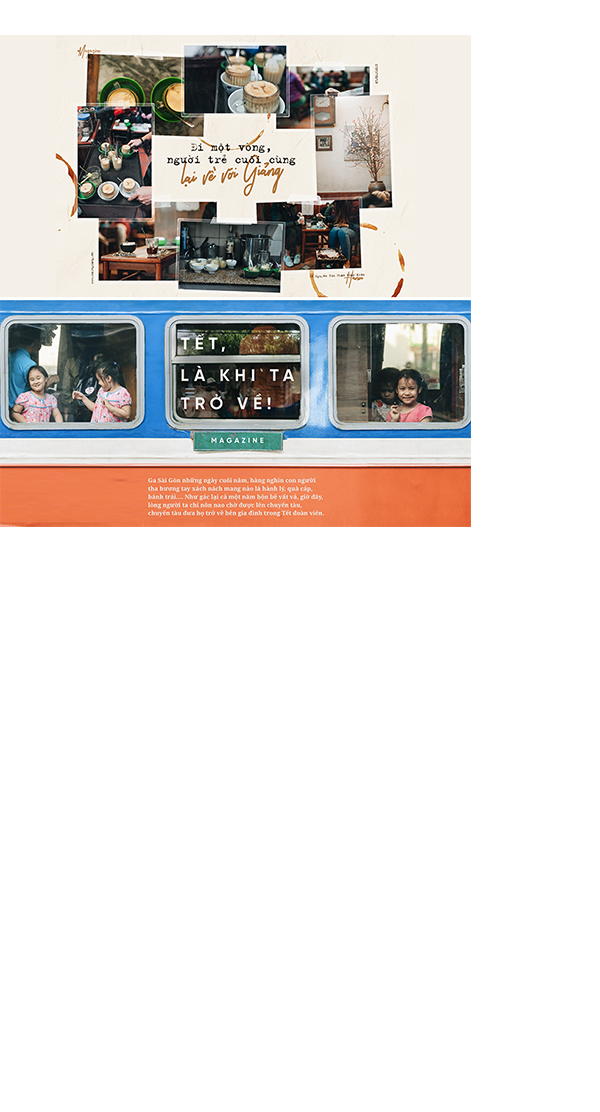 Magazine
Đi một vòng,
người trẻ cuối cùng
lại về với Giảng
TẾT,
LÀ KHI TA
TRỞ VỀ!
MAGAZINE
Ga Sài Gòn những ngày cuối năm, hàng nghìn con người
tha hương tay xách nách mang nào là hành lý, quà cáp,
bánh trái.... Như gác lại cả một năm bộn bề vất vả, giờ đây,
lòng người ta chỉ nôn nao chờ được lên chuyến tàu,
chuyến tàu đưa họ trở về bên gia đình trong Tết đoàn viên.